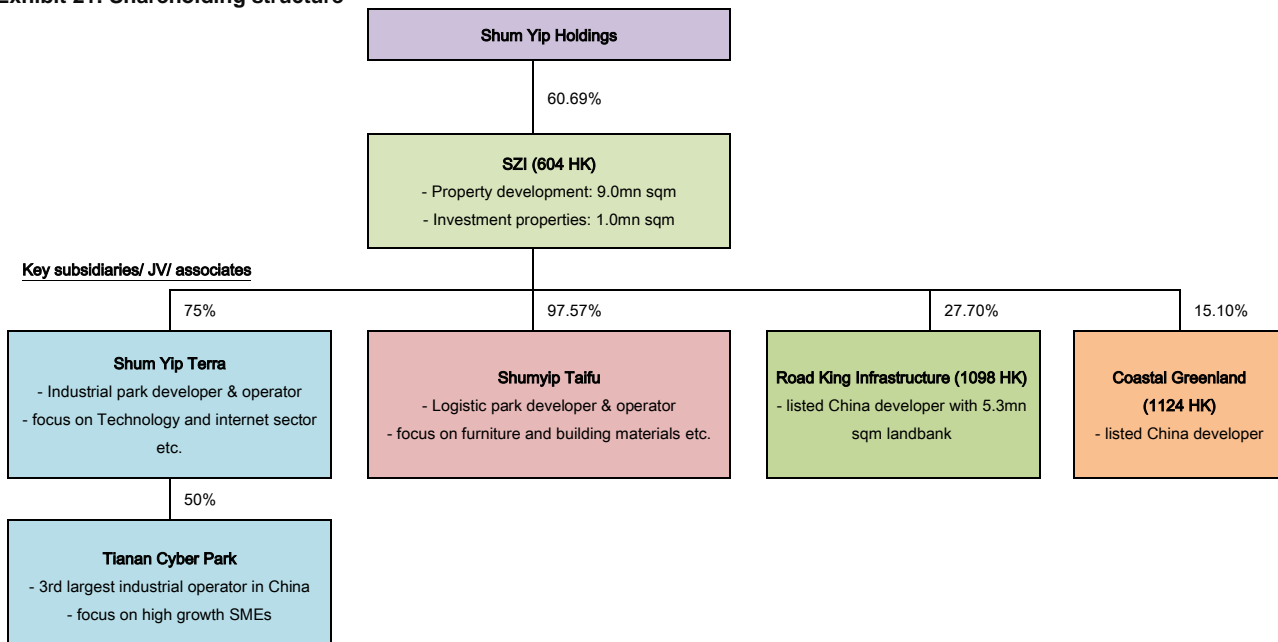 Exhibit 21: Shareholding structure
Shum Yip Holdings
60.69%
SZI (604 HK)
- Property development: 9.0mn sqm
- Investment properties: 1.0mn sqm
Key subsidiaries/ JV/ associates
75%
97.57%
27.70%
15.10%
Shum Yip Terra
- Industrial park developer & operator
- focus on Technology and internet sector
etc.
Shumyip Taifu
- Logistic park developer & operator
- focus on furniture and building materials etc.
Road King Infrastructure (1098 HK)
- listed China developer with 5.3mn
sqm landbank
Coastal Greenland
(1124 HK)
- listed China developer
50%
Tianan Cyber Park
- 3rd largest industrial operator in China
- focus on high growth SMEs